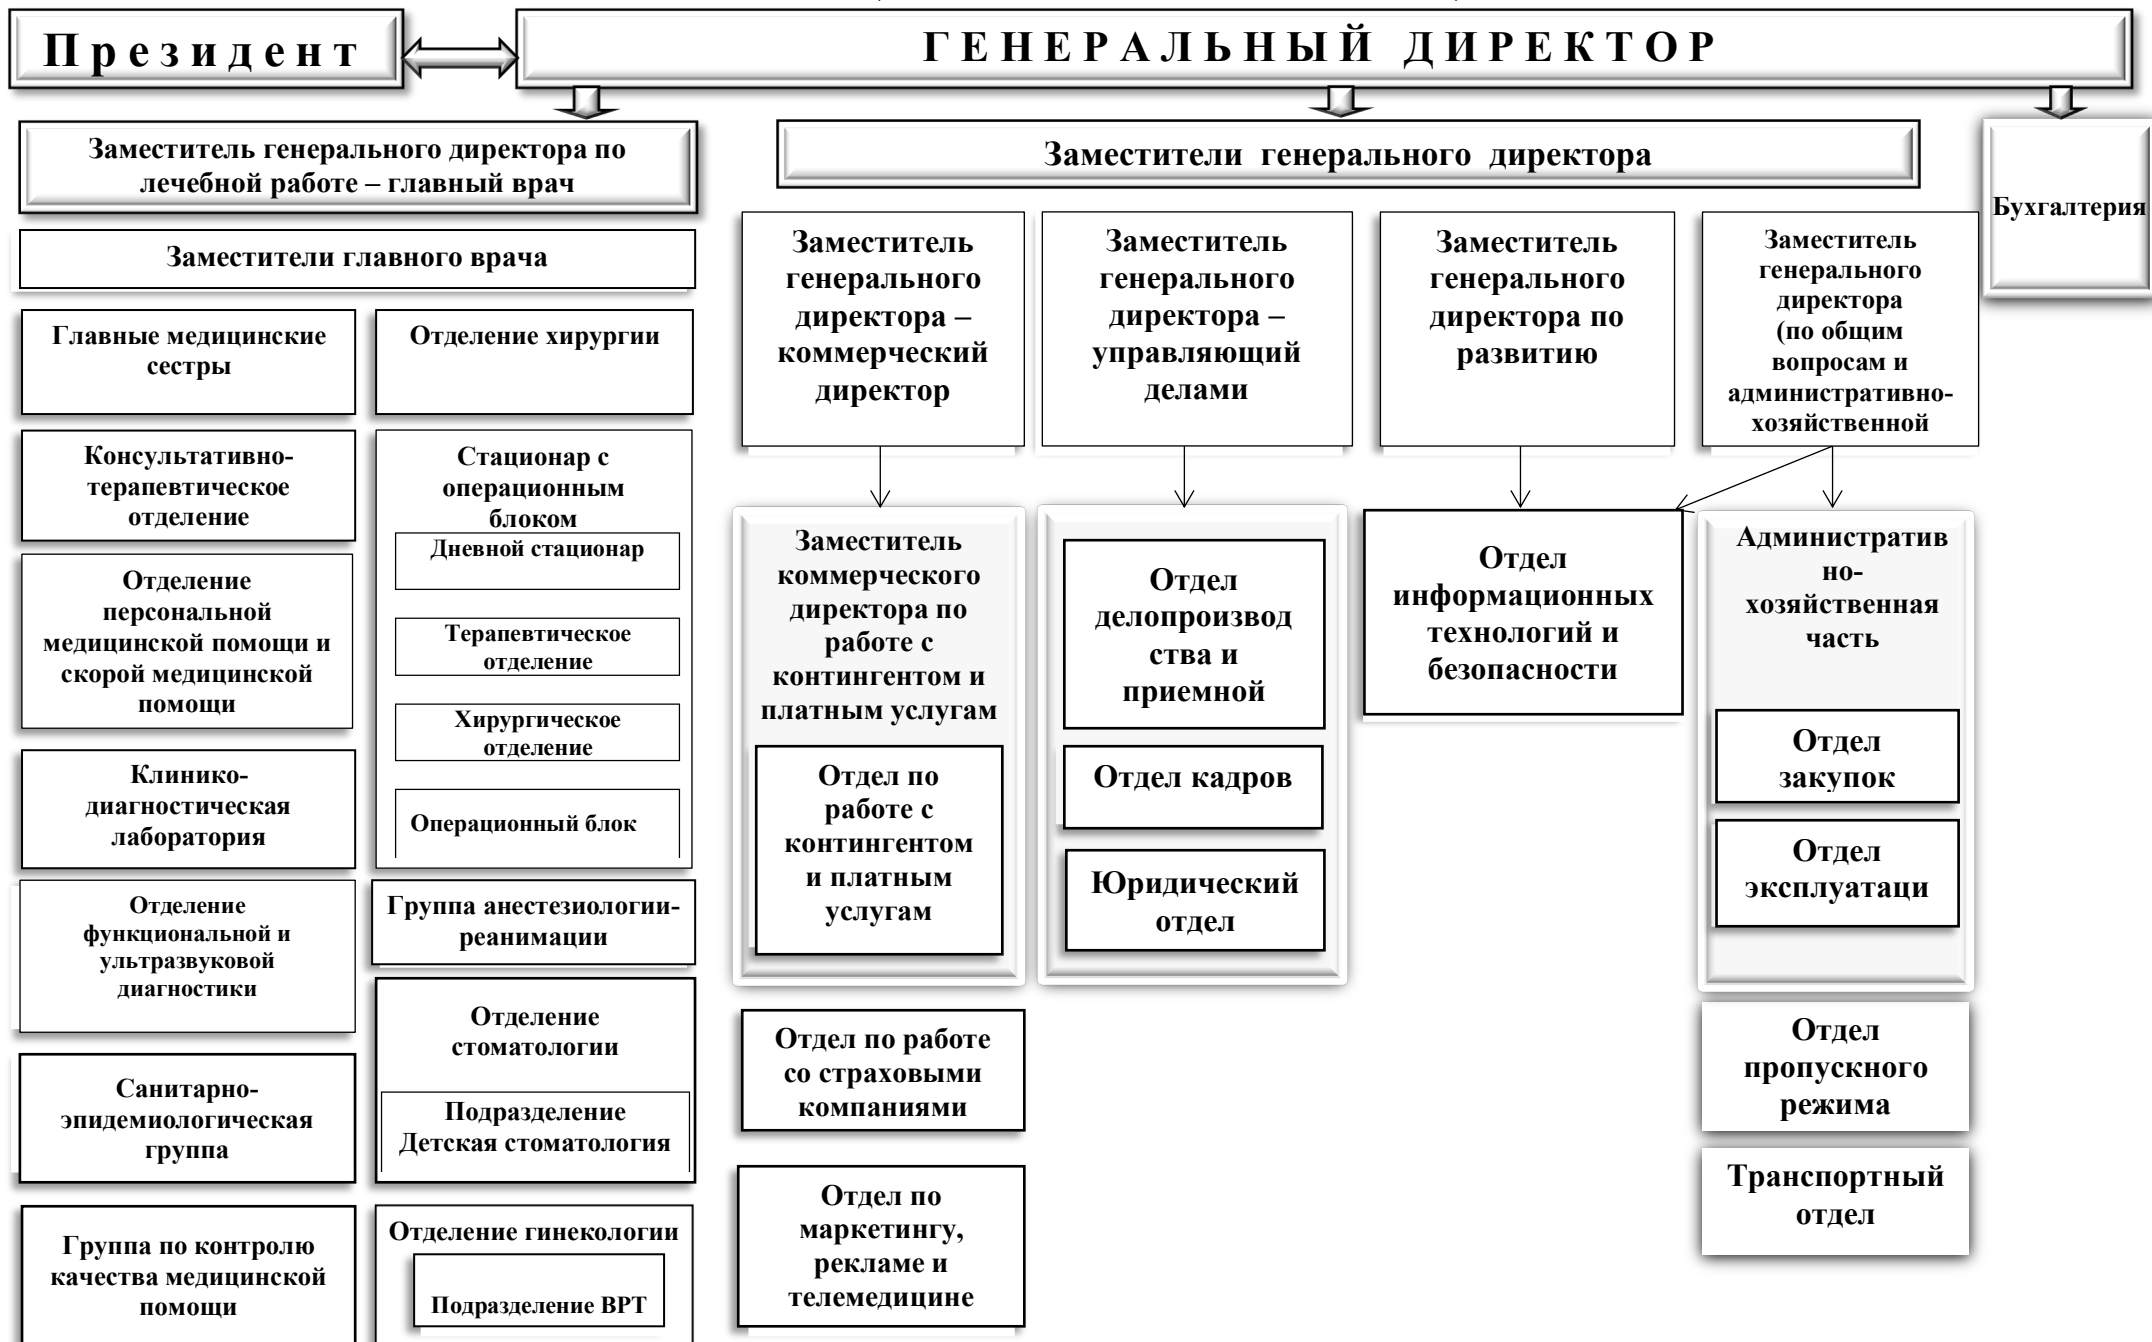 Президент
ГЕНЕРАЛЬНЫЙ ДИРЕКТОР
Заместитель генерального директора по
лечебной работе – главный врач
Заместители генерального директора
Бухгалтерия
Заместители главного врача
Главные медицинские
сестры
Консультативно-
терапевтическое
отделение
Отделение
персональной
медицинской помощи и
скорой медицинской
помощи
Клинико-
диагностическая
лаборатория
Отделение
функциональной и
ультразвуковой
диагностики
Санитарно-
эпидемиологическая
группа
Группа по контролю
качества медицинской
помощи
Отделение хирургии
Стационар с
операционным
блоком
Дневной стационар
Терапевтическое
отделение
Хирургическое
отделение
Операционный блок
Группа анестезиологии-
реанимации
Отделение
стоматологии
Подразделение
Детская стоматология
Отделение гинекологии
Подразделение ВРТ
Заместитель
генерального
директора –
коммерческий
директор
Заместитель
коммерческого
директора по
работе с
контингентом и
платным услугам
Отдел по
работе с
контингентом
и платным
услугам
Отдел по работе
со страховыми
компаниями
Отдел по
маркетингу,
рекламе и
телемедицине
Заместитель
генерального
директора –
управляющий
делами
Отдел
делопроизвод
ства и
приемной
Отдел кадров
Юридический
отдел
Заместитель
генерального
директора по
развитию
Отдел
информационных
технологий и
безопасности
Заместитель
генерального
директора
(по общим
вопросам и
административно-
хозяйственной
Административ
но-
хозяйственная
часть
Отдел
закупок
Отдел
эксплуатаци
Отдел
пропускного
режима
Транспортный
отдел